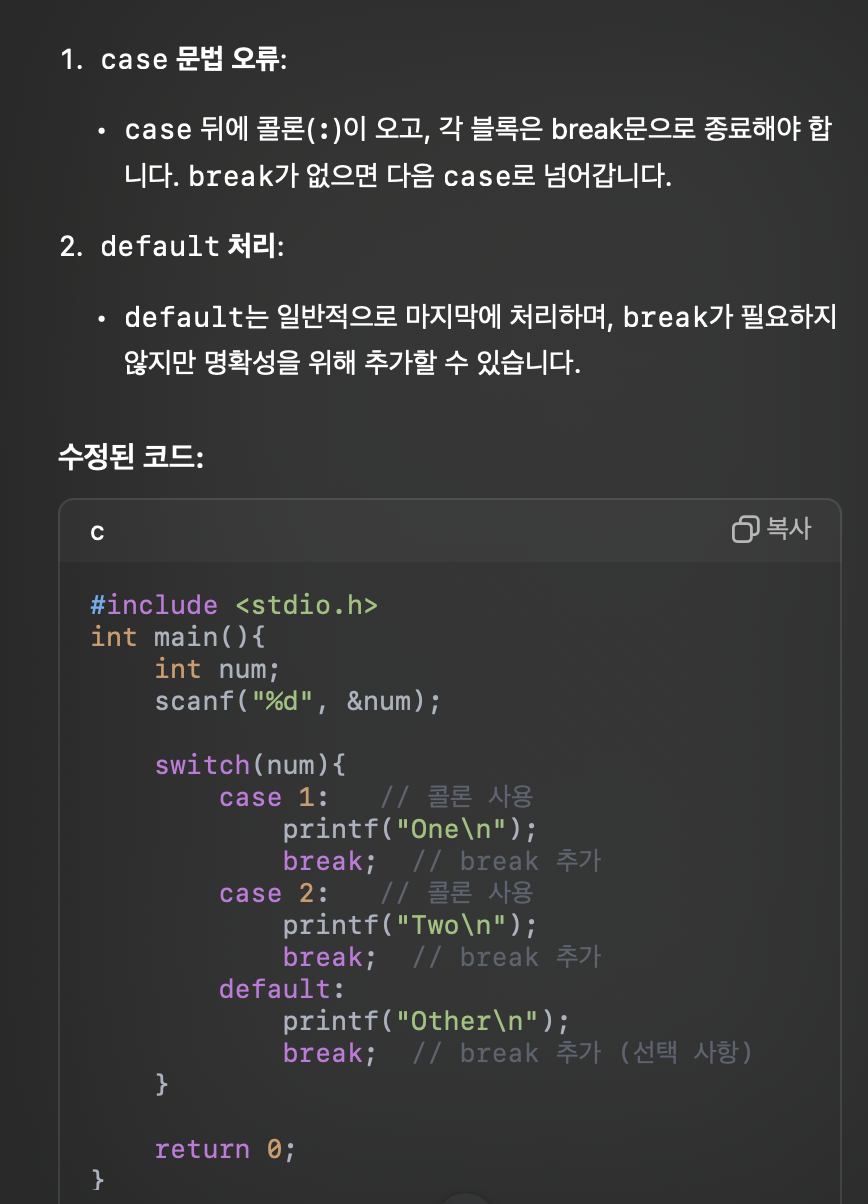 1. case 문법 오류:
• case 뒤에 콜론(:)이 오고, 각 블록은 break문으로 종료해야 합
니다. break가 없으면 다음 case로 넘어갑니다.
2. default 처리:
• default는 일반적으로 마지막에 처리하며, break가 필요하지
않지만 명확성을 위해 추가할 수 있습니다.
수정된 코드:
c 복사
#include <stdio.h>
int main(){
    int num;
    scanf("%d", &num);
    switch(num){
        case 1:   // 콜론 사용
            printf("One\n");
            break;  // break 추가
        case 2:   // 콜론 사용
            printf("Two\n");
            break;  // break 추가
        default:
            printf("Other\n");
            break;  // break 추가 (선택 사항)
    }
    return 0;
}